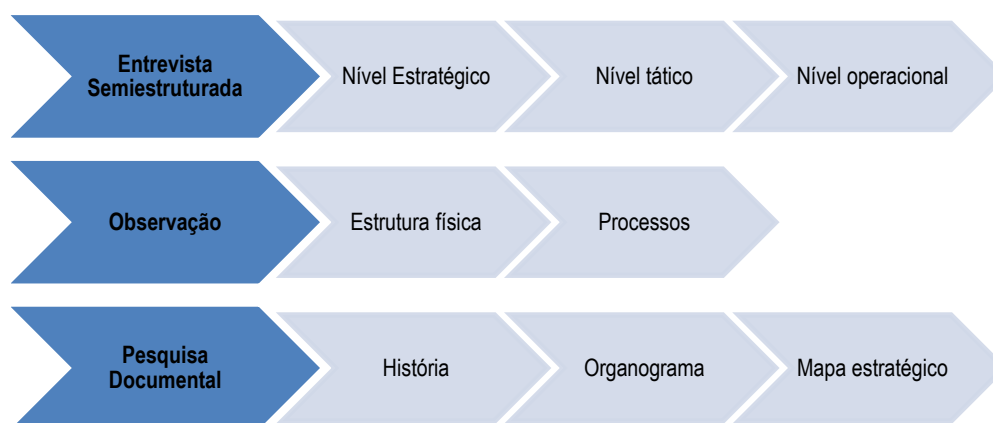 Entrevista
Semiestruturada
Nível Estratégico
Nível tático
Nível operacional
Observação
Estrutura física
Processos
Pesquisa
Documental
História
Organograma
Mapa estratégico